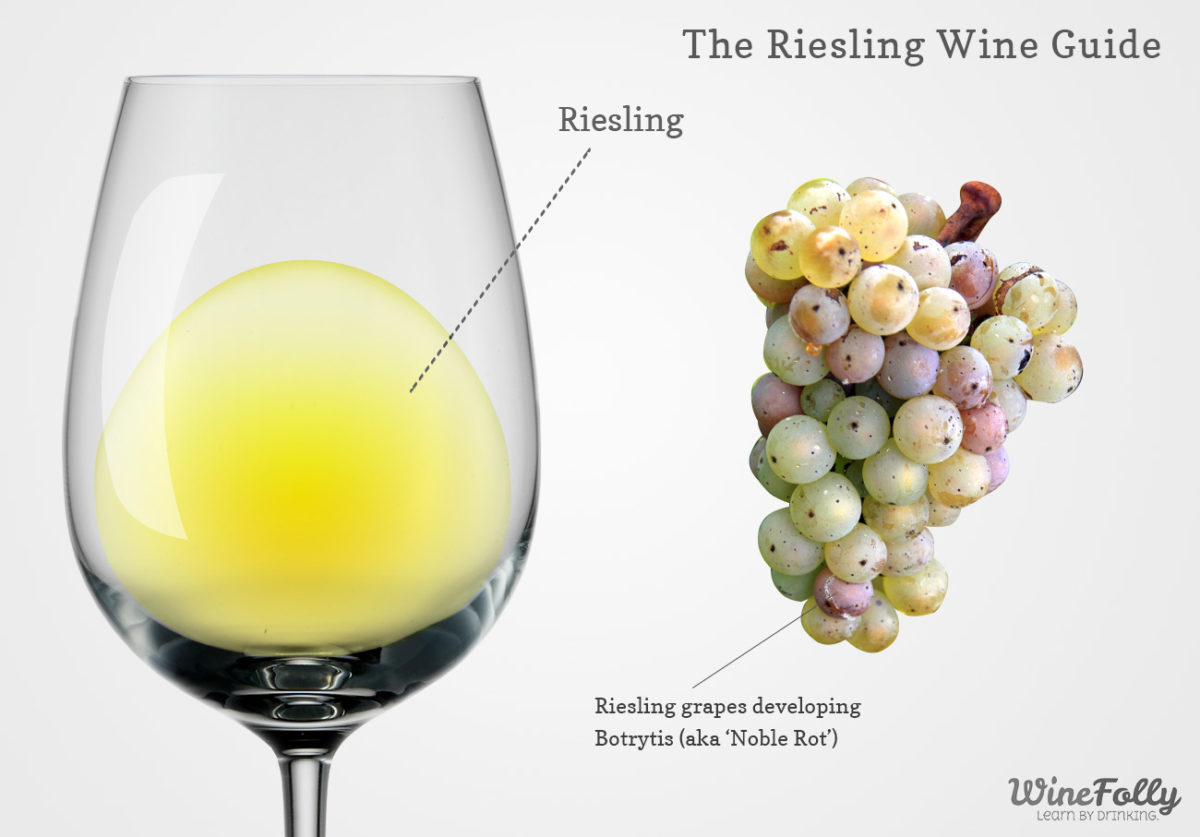 The Riesling Wine Guide
Riesling
Riesling grapes developing
Botrytis (aka ‘Noble Rot’)
WineFolly
Learn by drinking.